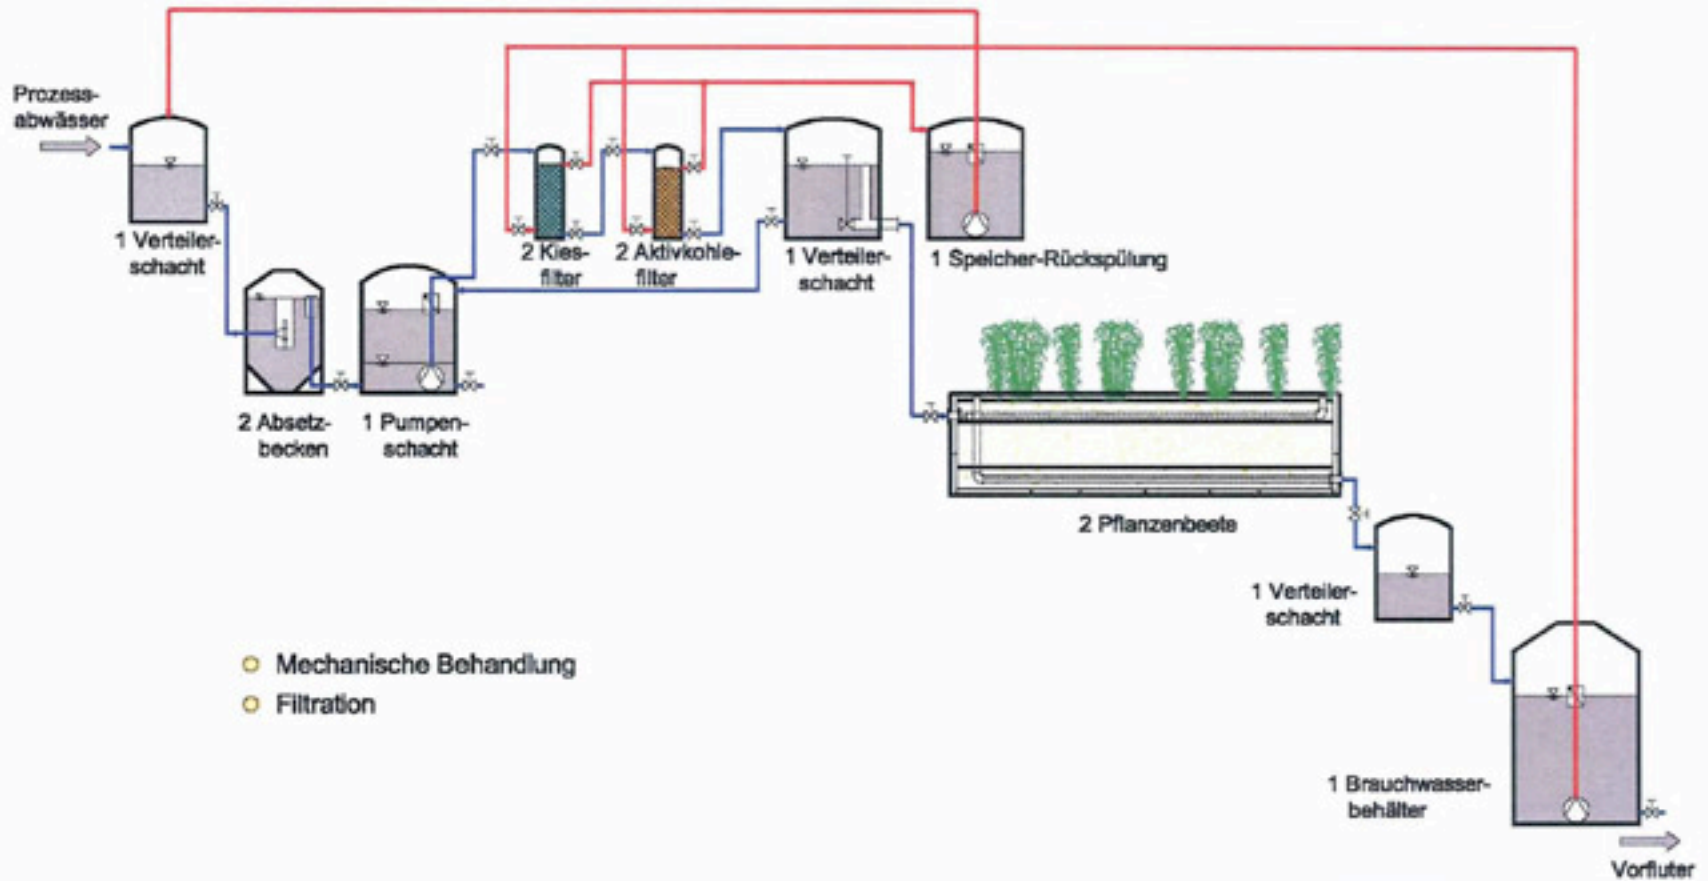 Prozess-
abwässer
1 Verteiler-
schacht
2 Absetz-
becken
1 Pumpen-
schacht
2 Kies-
filter
2 Aktivkohle-
filter
1 Verteiler-
schacht
1 Speicher-Rückspülung
2 Pflanzenbeete
1 Verteiler-
schacht
1 Brauchwasser-
behälter
Vorfluter
Mechanische Behandlung
Filtration